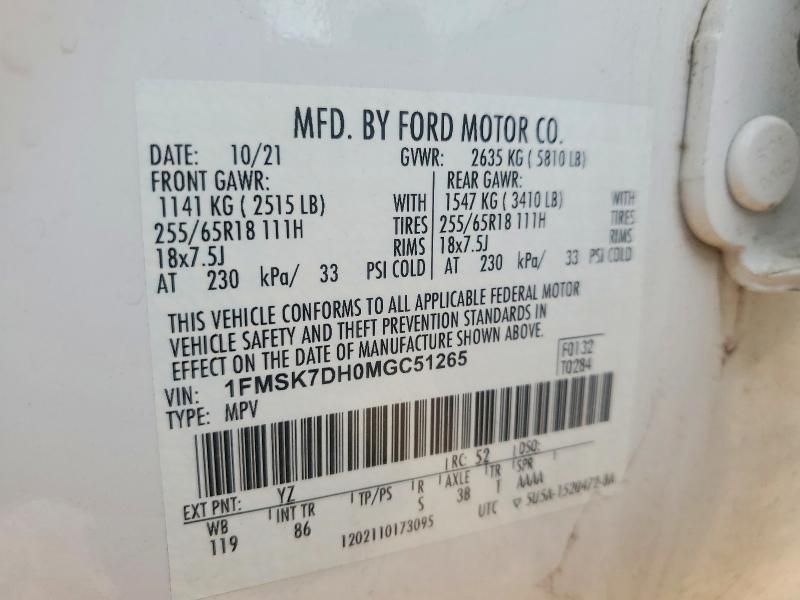 MFD. BY FORD MOTOR CO.
DATE: 10/21 GVWR: 2635 KG ( 5810 LB)
FRONT GAWR: REAR GAWR:
1141 KG ( 2515 LB) WITH 1547 KG ( 3410 LB) WITH
255/65R18 111H TIRES 255/65R18 111H TIRES
18x7.5J RIMS 18x7.5J RIMS
AT 230 kPa/ 33 PSI COLD AT 230 kPa/ 33 PSI COLD
THIS VEHICLE CONFORMS TO ALL APPLICABLE FEDERAL MOTOR
VEHICLE SAFETY AND THEFT PREVENTION STANDARDS IN
EFFECT ON THE DATE OF MANUFACTURE SHOWN ABOVE.
F0132
VIN: 1FMSK7DH0MGC51265
T0284
TYPE: MPV
RC: 52 DSO:
EXT PNT: YZ
WB INT TR TP/PS R AXLE TR SPR
119 86 S 38 T AAAA
1202110173095 UTC